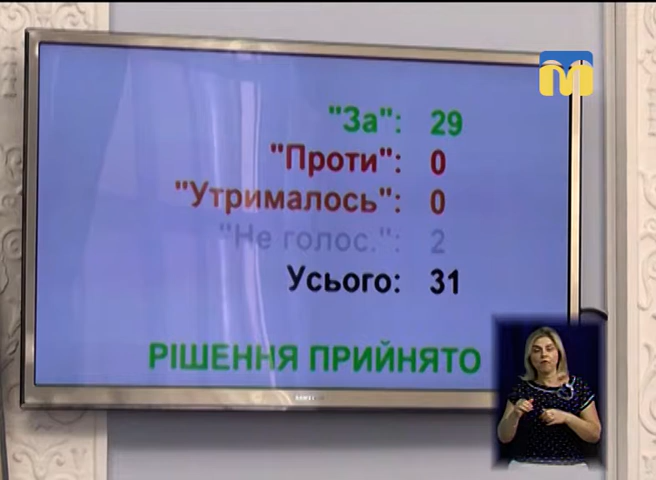 "За": 29
"Проти": 0
"Утрималось": 0
"Не голос.": 2
Усього: 31
РІШЕННЯ ПРИЙНЯТО